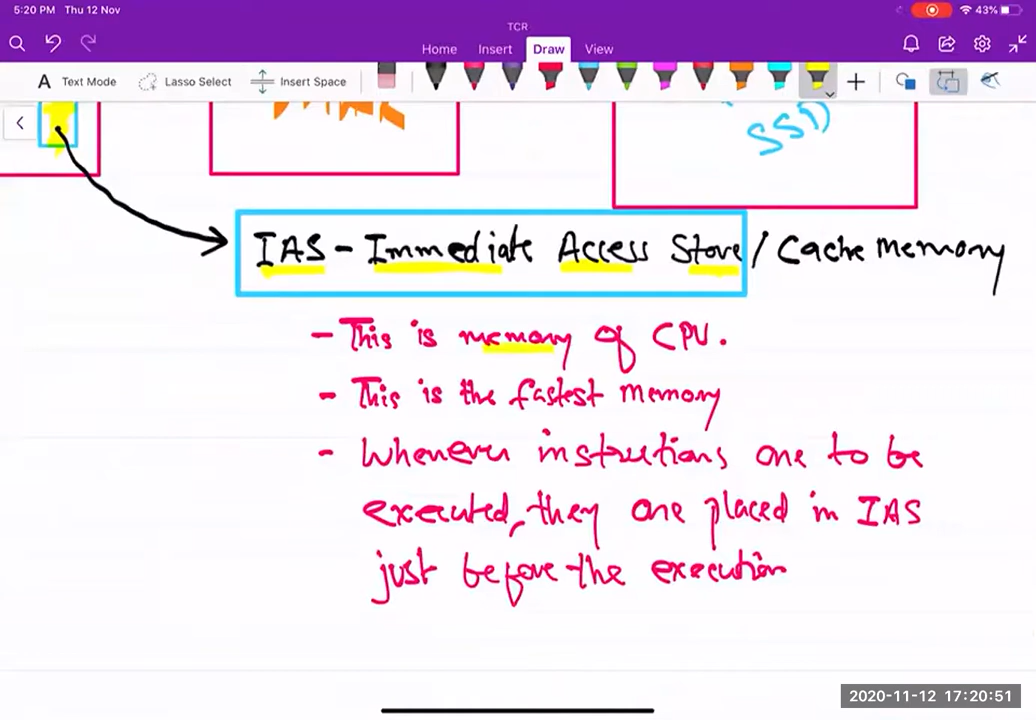 5:20 PM Thu 12 Nov
43%
TCR
Home Insert Draw View
A Text Mode Lasso Select Insert Space
SSD
IAS - Immediate Access Store / Cache memory
- This is memory of CPU.
- This is the fastest memory
- Whenever instructions are to be
executed, they are placed in IAS
just before the execution
2020-11-12 17:20:51